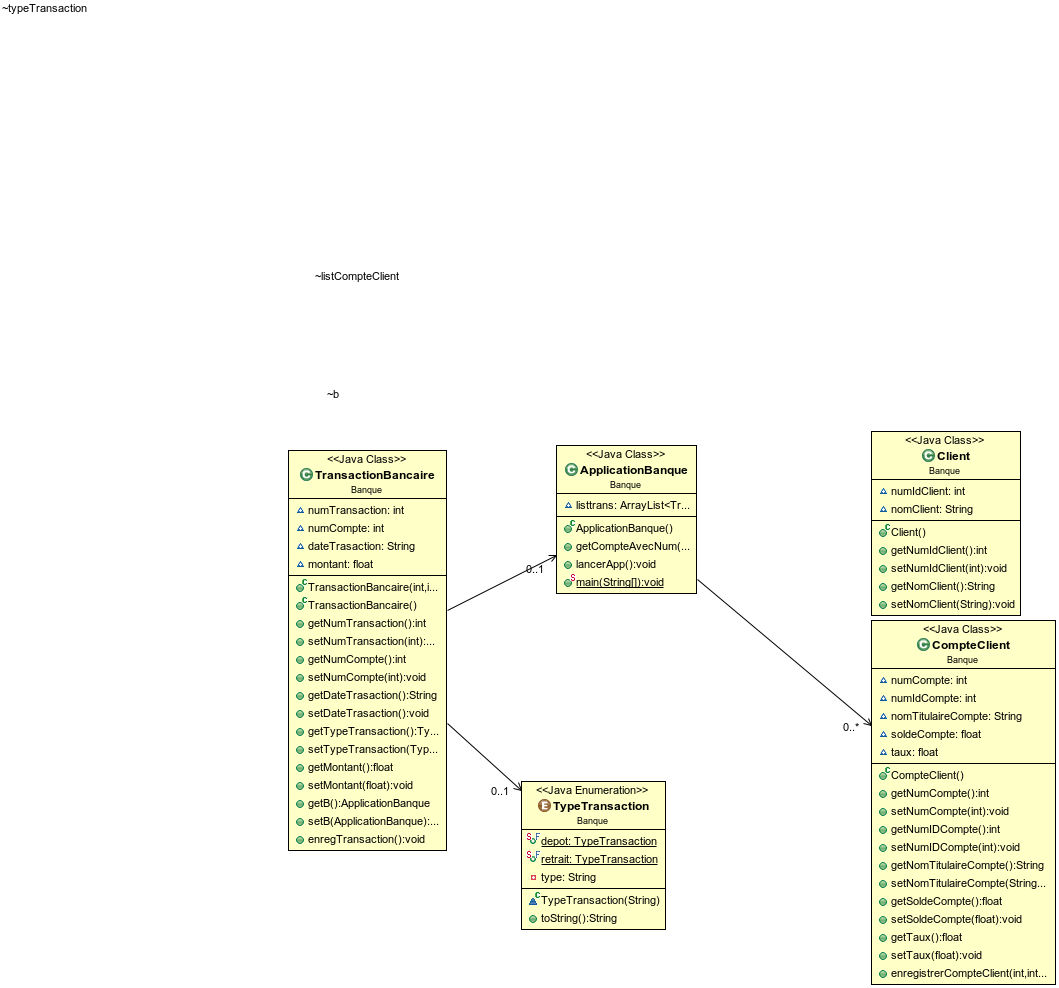 ~typeTransaction
~listCompteClient
~b
<<Java Class>>
TransactionBancaire
Banque
numTransaction: int
numCompte: int
dateTrasaction: String
montant: float
TransactionBancaire(int,i...
TransactionBancaire()
getNumTransaction():int
setNumTransaction(int):...
getNumCompte():int
setNumCompte(int):void
getDateTrasaction():String
setDateTrasaction():void
getTypeTransaction():Ty...
setTypeTransaction(Typ...
getMontant():float
setMontant(float):void
getB():ApplicationBanque
setB(ApplicationBanque):...
enregTransaction():void
0..1
0..1
<<Java Class>>
ApplicationBanque
Banque
listtrans: ArrayList<Tr...
ApplicationBanque()
getCompteAvecNum(...
lancerApp():void
main(String[]):void
<<Java Enumeration>>
TypeTransaction
Banque
depot: TypeTransaction
retrait: TypeTransaction
type: String
TypeTransaction(String)
toString():String
<<Java Class>>
Client
Banque
numIdClient: int
nomClient: String
Client()
getNumIdClient():int
setNumIdClient(int):void
getNomClient():String
setNomClient(String):void
0..*
<<Java Class>>
CompteClient
Banque
numCompte: int
numIdCompte: int
nomTitulaireCompte: String
soldeCompte: float
taux: float
CompteClient()
getNumCompte():int
setNumCompte(int):void
getNumIDCompte():int
setNumIDCompte(int):void
getNomTitulaireCompte():String
setNomTitulaireCompte(String...
getSoldeCompte():float
setSoldeCompte(float):void
getTaux():float
setTaux(float):void
enregistrerCompteClient(int,int...